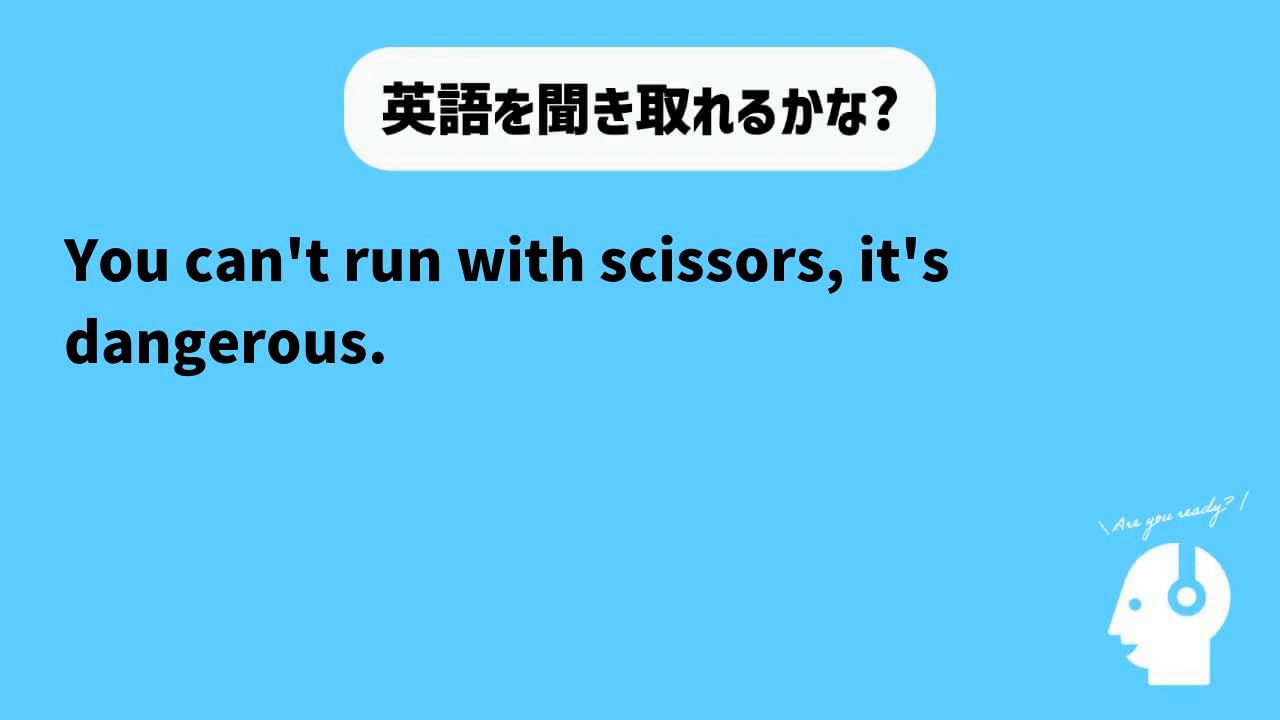 英語を聞き取れるかな?
You can't run with scissors, it's
dangerous.
\ Are you ready? /